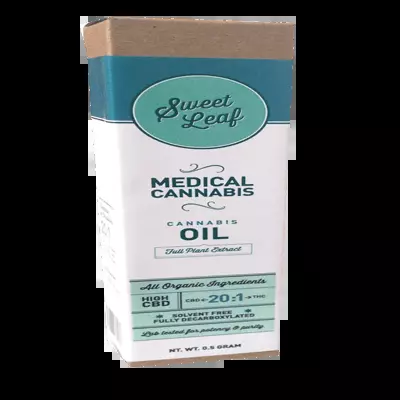 Sweet
Leaf
MEDICAL
CANNABIS
CANNABIS
OIL
Full Plant Extract
All Organic Ingredients
HIGH
CBD
CBD 20:1 THC
SOLVENT FREE
FULLY DECARBOXYLATED
Lab tested for potency & purity
NT. WT. 0.5 GRAM